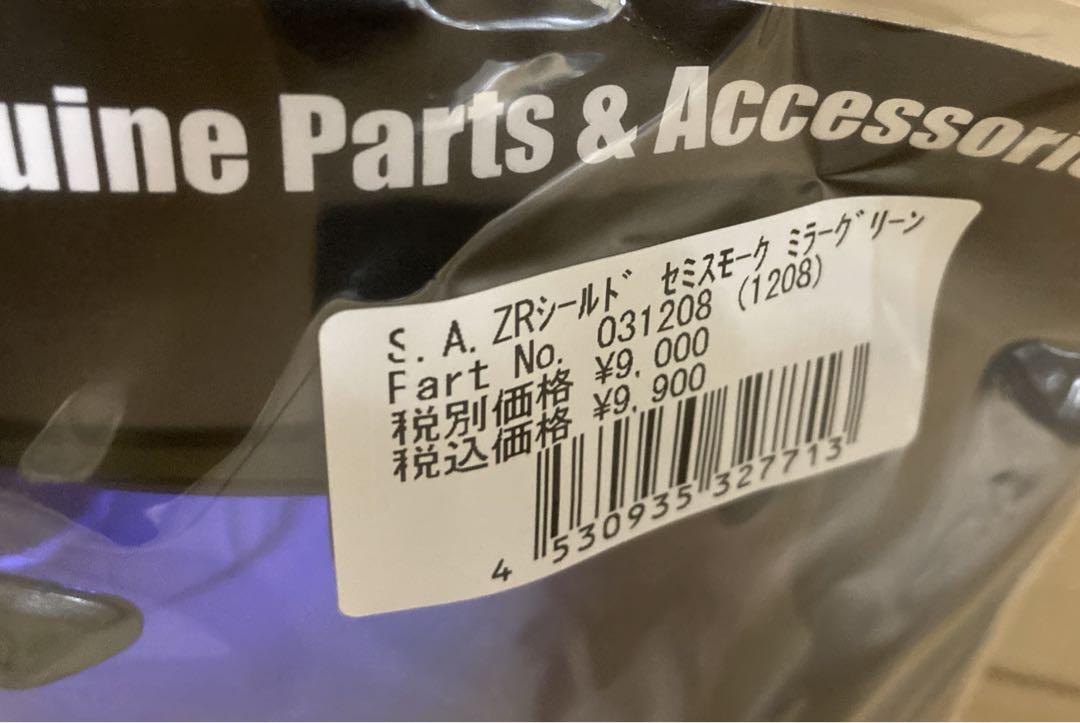 uine Parts & Accessorie
S.A.ZRシールド セミスモーク ミラーグリーン
Part No. 031208 (1208)
税別価格 ¥9,000
税込価格 ¥9,900
4 530935 327713